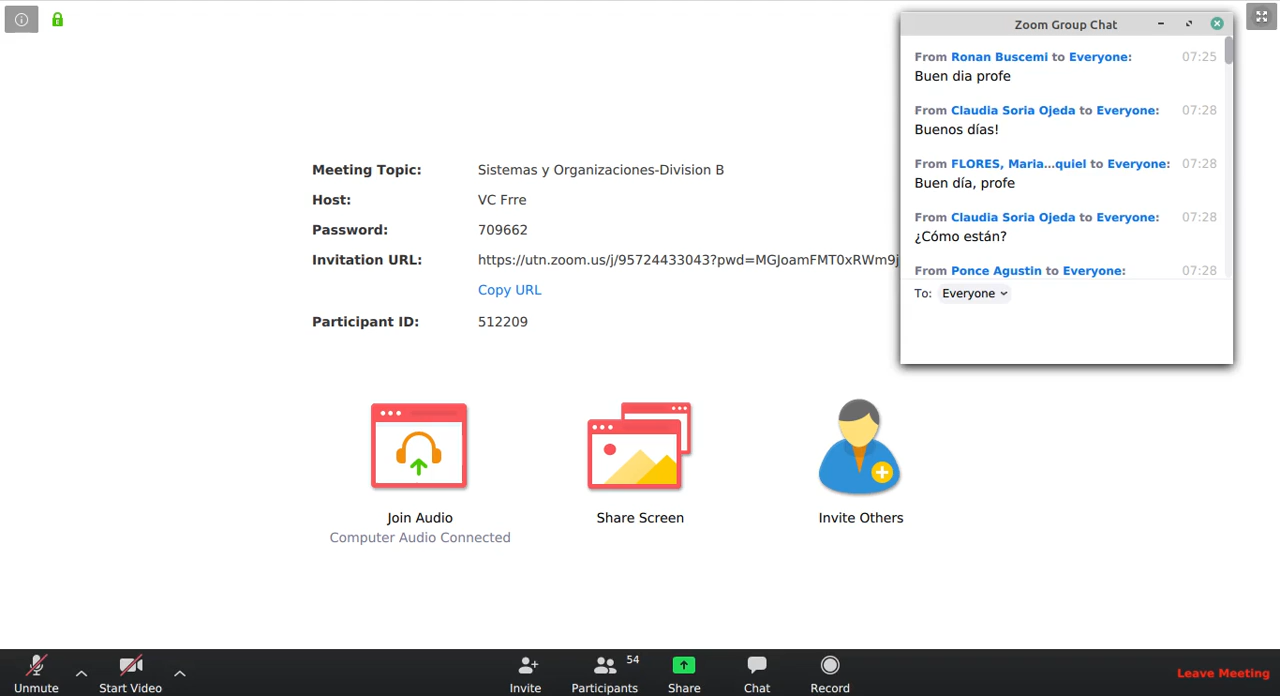 Zoom Group Chat
From Ronan Buscemi to Everyone: 07:25
Buen dia profe
From Claudia Soria Ojeda to Everyone: 07:28
Buenos días!
From FLORES, Maria...quiel to Everyone: 07:28
Buen día, profe
From Claudia Soria Ojeda to Everyone: 07:28
¿Cómo están?
From Ponce Agustin to Everyone: 07:28
To: Everyone
Meeting Topic: Sistemas y Organizaciones-Division B
Host: VC Frre
Password: 709662
Invitation URL: https://utn.zoom.us/j/95724433043?pwd=MGJoamFMT0xRWm9j
Copy URL
Participant ID: 512209
Join Audio
Computer Audio Connected
Share Screen
Invite Others
Unmute
Start Video
Invite
54
Participants
Share
Chat
Record
Leave Meeting